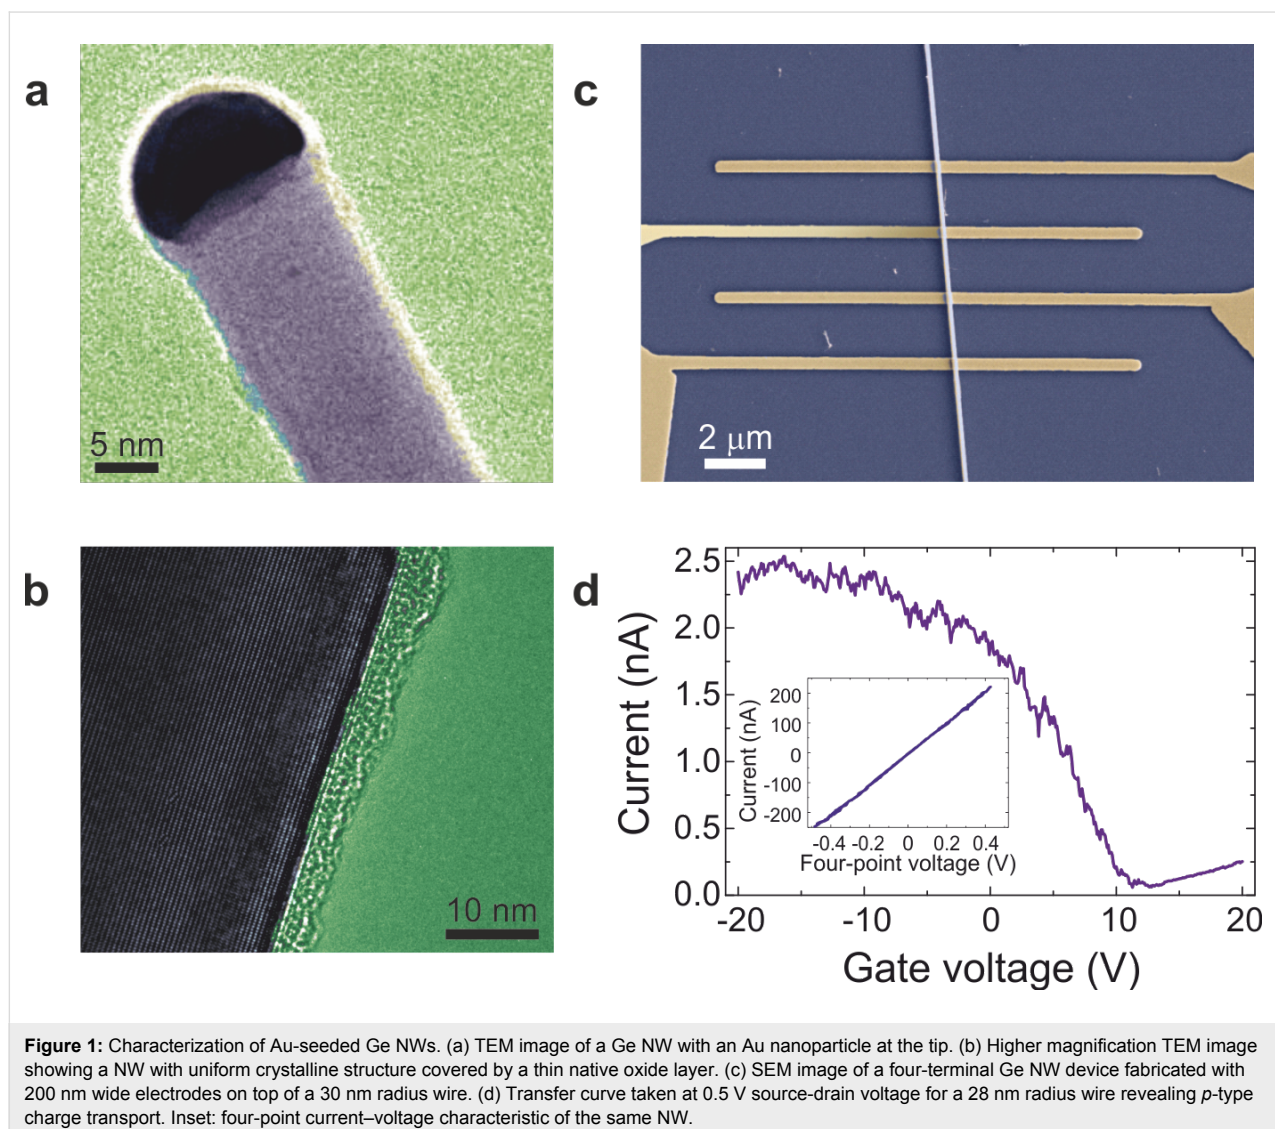 a
5 nm
c
2 μm
b
10 nm
d
2.5
2.0
1.5
1.0
0.5
0.0
Current (nA)
-20
-10
0
10
20
Gate voltage (V)
200
100
0
-100
-200
Current (nA)
-0.4
-0.2
0
0.2
0.4
Four-point voltage (V)
Figure 1: Characterization of Au-seeded Ge NWs. (a) TEM image of a Ge NW with an Au nanoparticle at the tip. (b) Higher magnification TEM image
showing a NW with uniform crystalline structure covered by a thin native oxide layer. (c) SEM image of a four-terminal Ge NW device fabricated with
200 nm wide electrodes on top of a 30 nm radius wire. (d) Transfer curve taken at 0.5 V source-drain voltage for a 28 nm radius wire revealing p-type
charge transport. Inset: four-point current–voltage characteristic of the same NW.